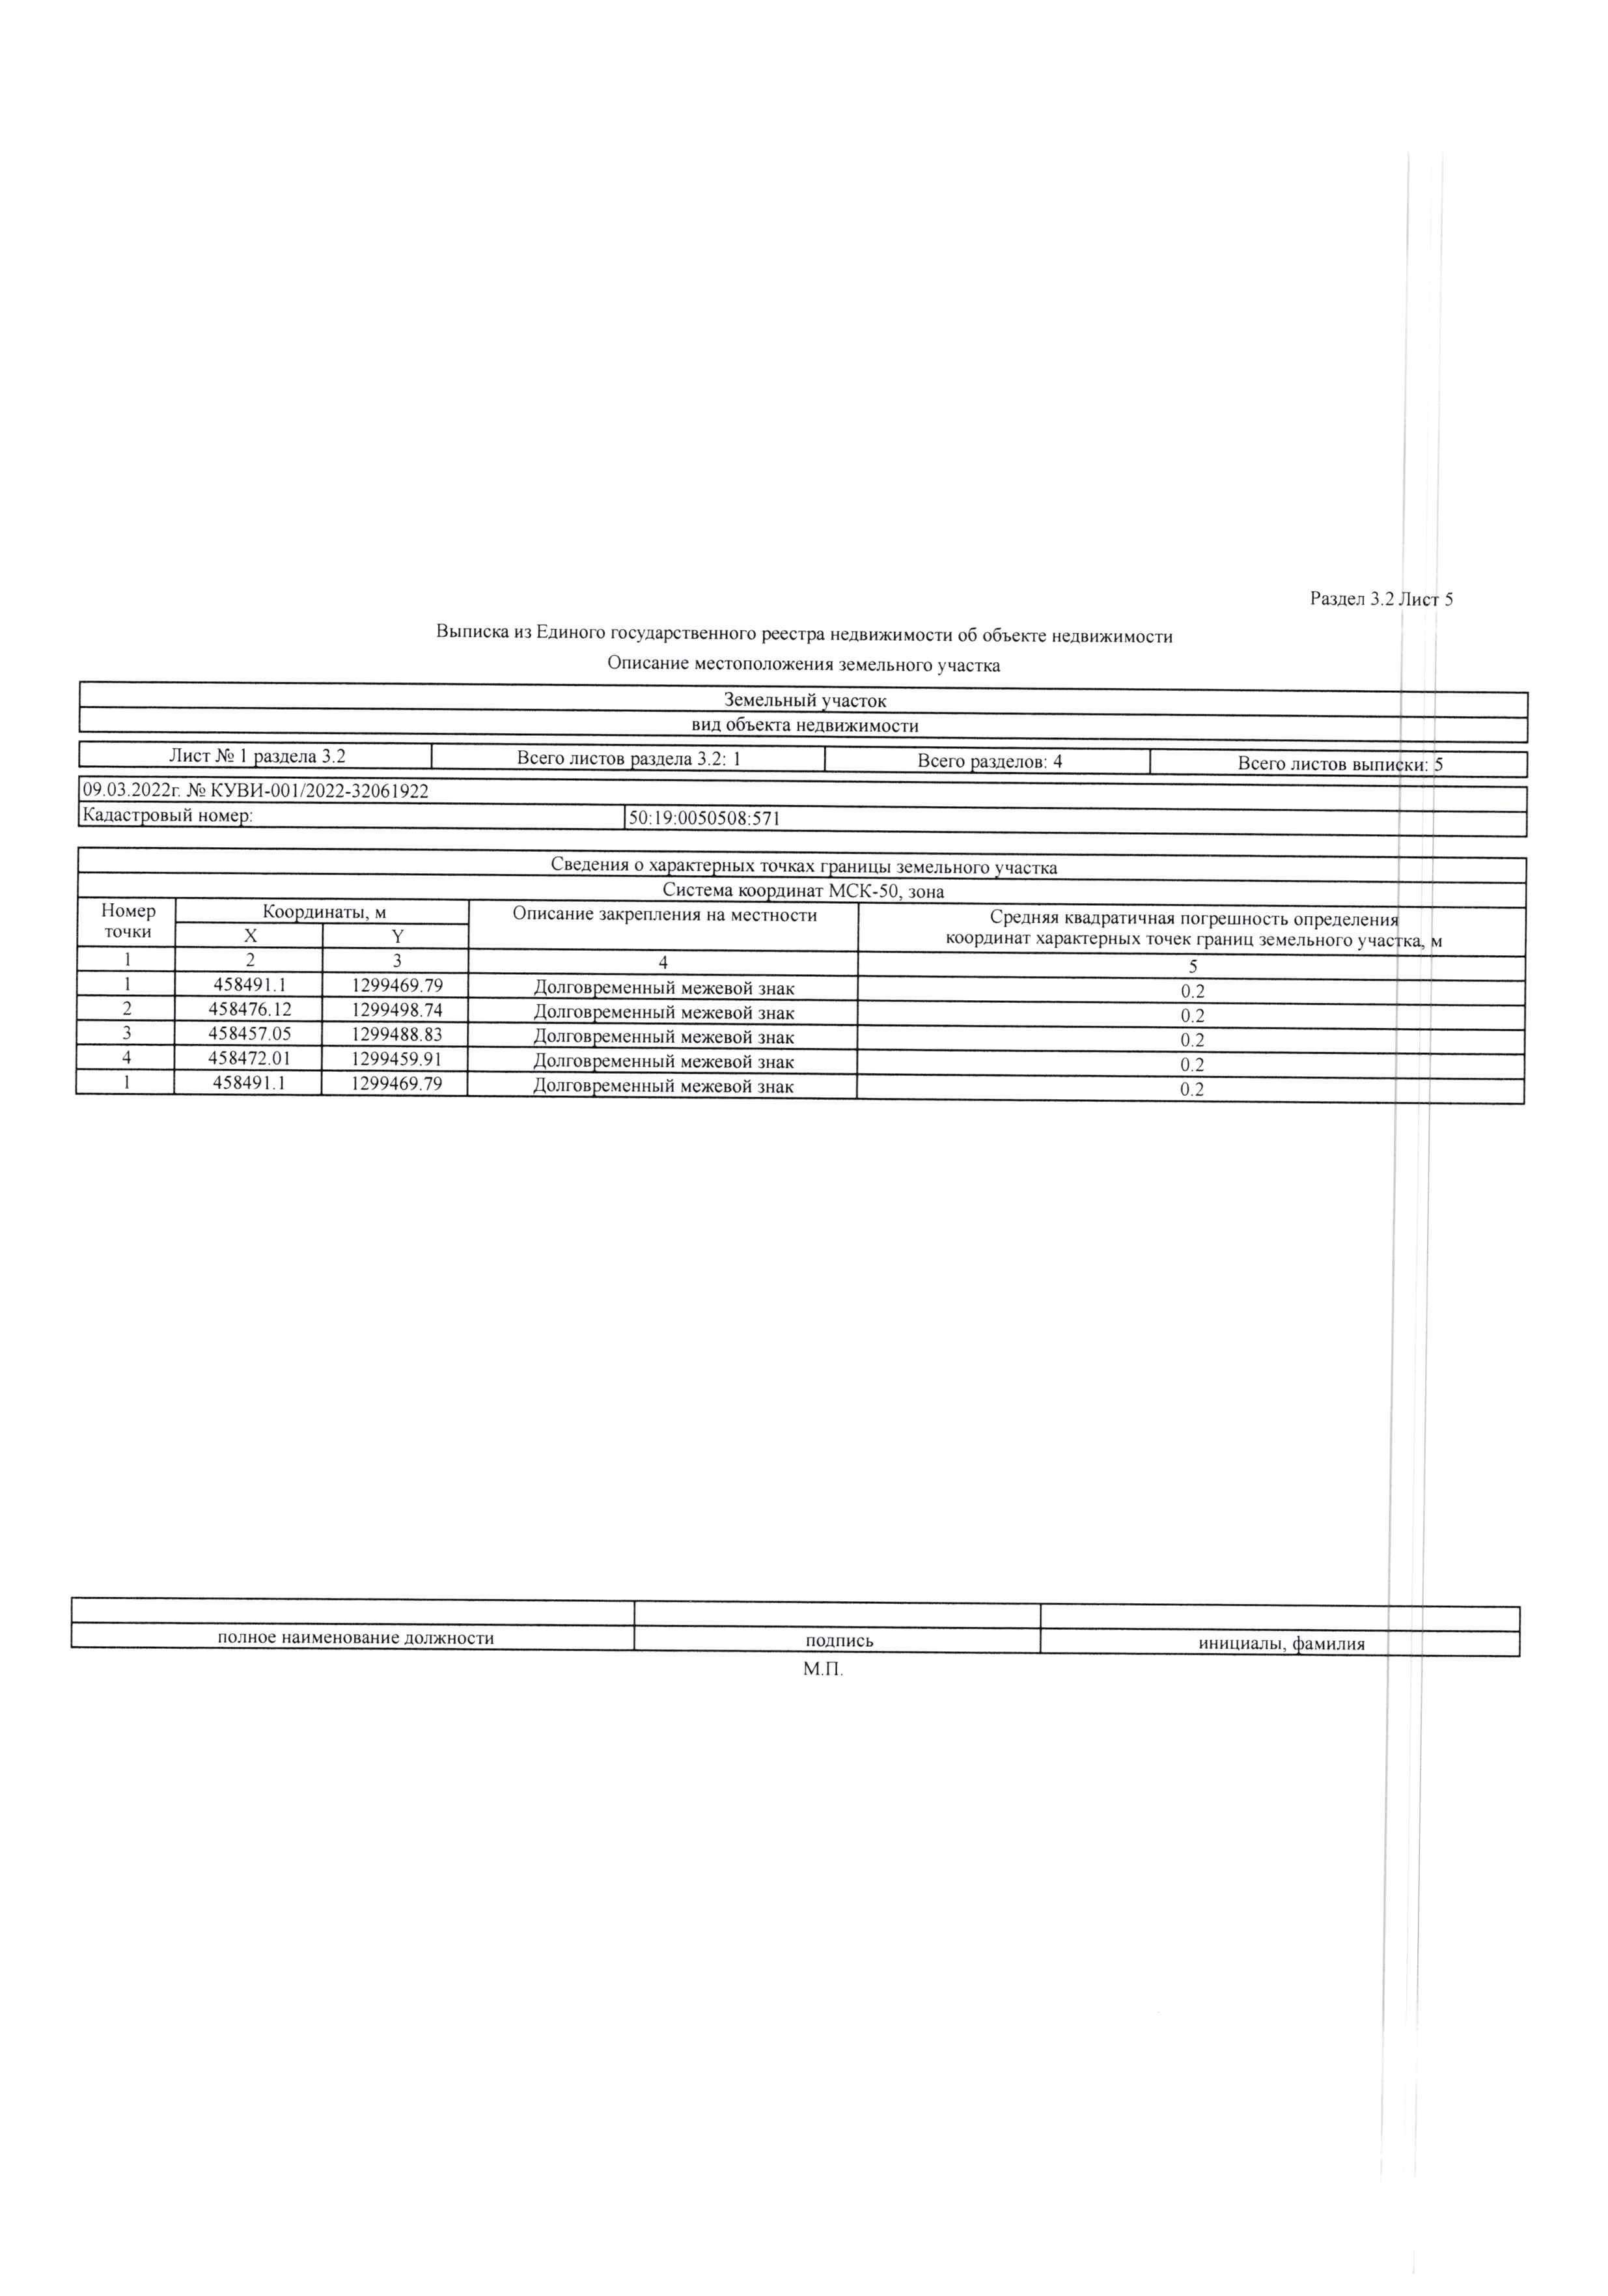 Раздел 3.2 Лист 5
Выписка из Единого государственного реестра недвижимости об объекте недвижимости
Описание местоположения земельного участка
Земельный участок
вид объекта недвижимости
Лист № 1 раздела 3.2 Всего листов раздела 3.2: 1 Всего разделов: 4 Всего листов выписки: 5
09.03.2022г. № КУВИ-001/2022-32061922
Кадастровый номер: 50:19:0050508:571
Сведения о характерных точках границы земельного участка
Система координат МСК-50, зона
Номер точки Координаты, м Описание закрепления на местности Средняя квадратичная погрешность определения координат характерных точек границ земельного участка, м
X Y
1 2 3 4 5
1 458491.1 1299469.79 Долговременный межевой знак 0.2
2 458476.12 1299498.74 Долговременный межевой знак 0.2
3 458457.05 1299488.83 Долговременный межевой знак 0.2
4 458472.01 1299459.91 Долговременный межевой знак 0.2
1 458491.1 1299469.79 Долговременный межевой знак 0.2
полное наименование должности подпись инициалы, фамилия
М.П.